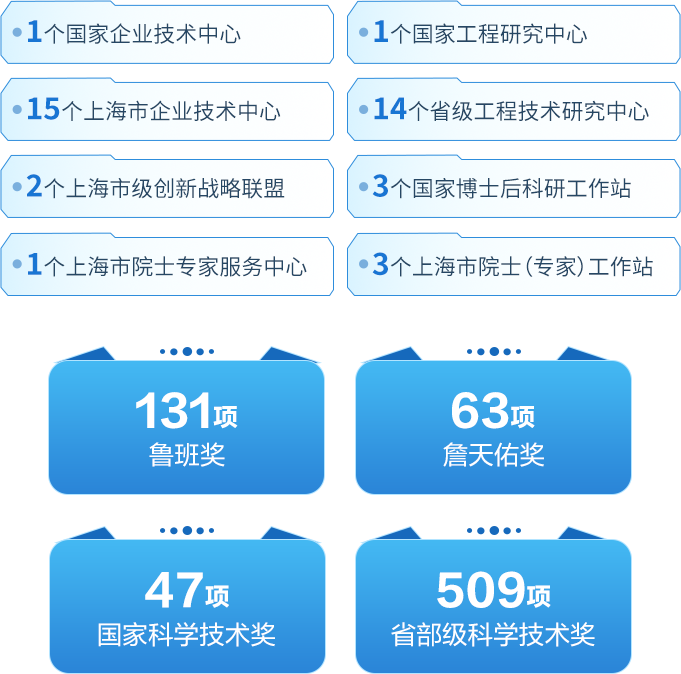 1个国家企业技术中心
1个国家工程研究中心
15个上海市企业技术中心
14个省级工程技术研究中心
2个上海市级创新战略联盟
3个国家博士后科研工作站
1个上海市院士专家服务中心
3个上海市院士（专家）工作站
131项
鲁班奖
63项
詹天佑奖
47项
国家科学技术奖
509项
省部级科学技术奖